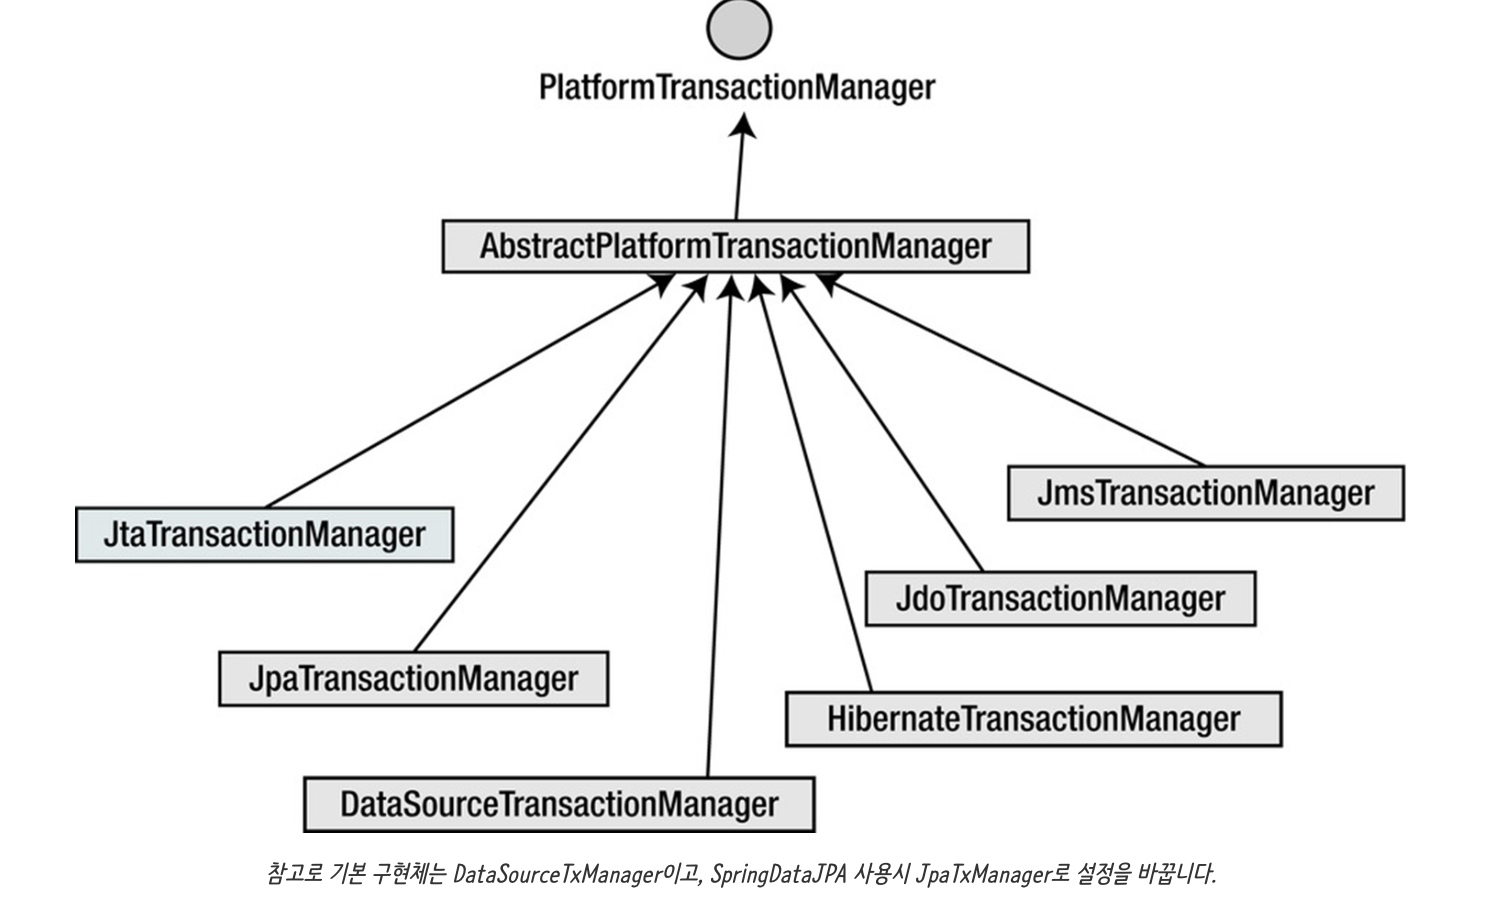 PlatformTransactionManager
AbstractPlatformTransactionManager
JmsTransactionManager
JtaTransactionManager
JdoTransactionManager
JpaTransactionManager
HibernateTransactionManager
DataSourceTransactionManager
참고로 기본 구현체는 DataSourceTxManager이고, SpringDataJPA 사용시 JpaTxManager로 설정을 바꿉니다.